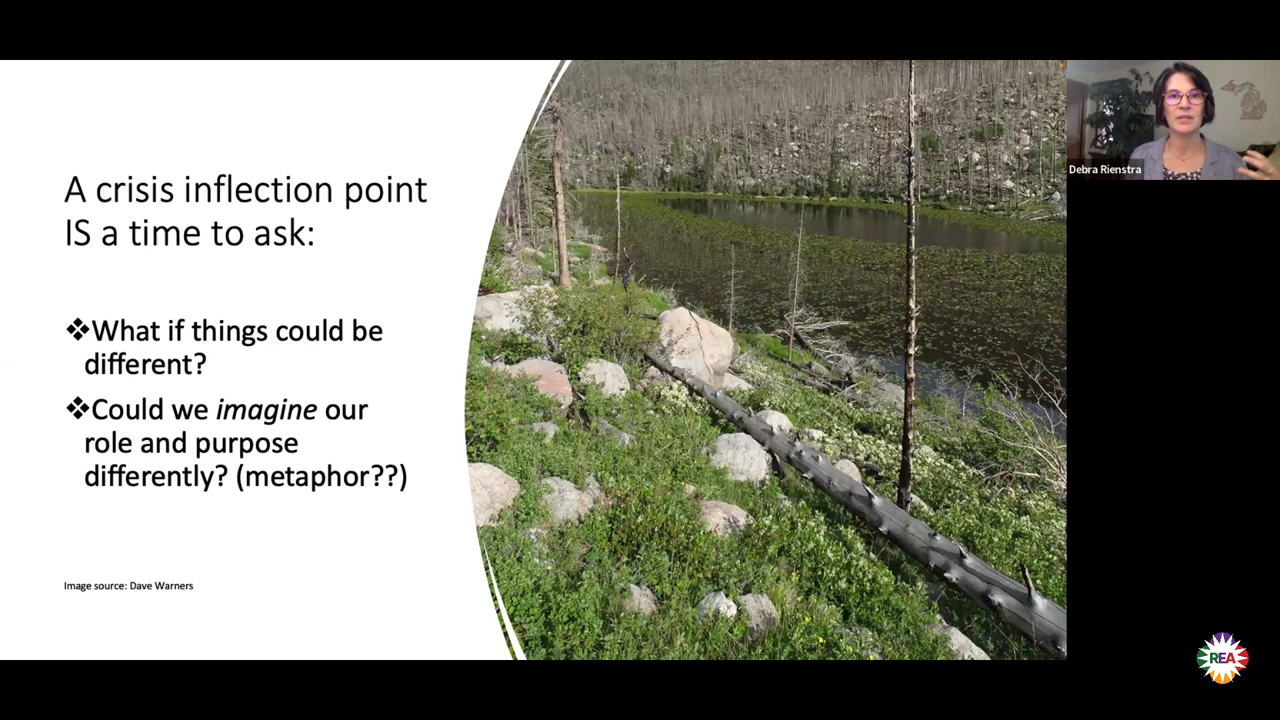 A crisis inflection point
IS a time to ask:
❖What if things could be
different?
❖Could we imagine our
role and purpose
differently? (metaphor??)
Image source: Dave Warners
Debra Rienstra
REA